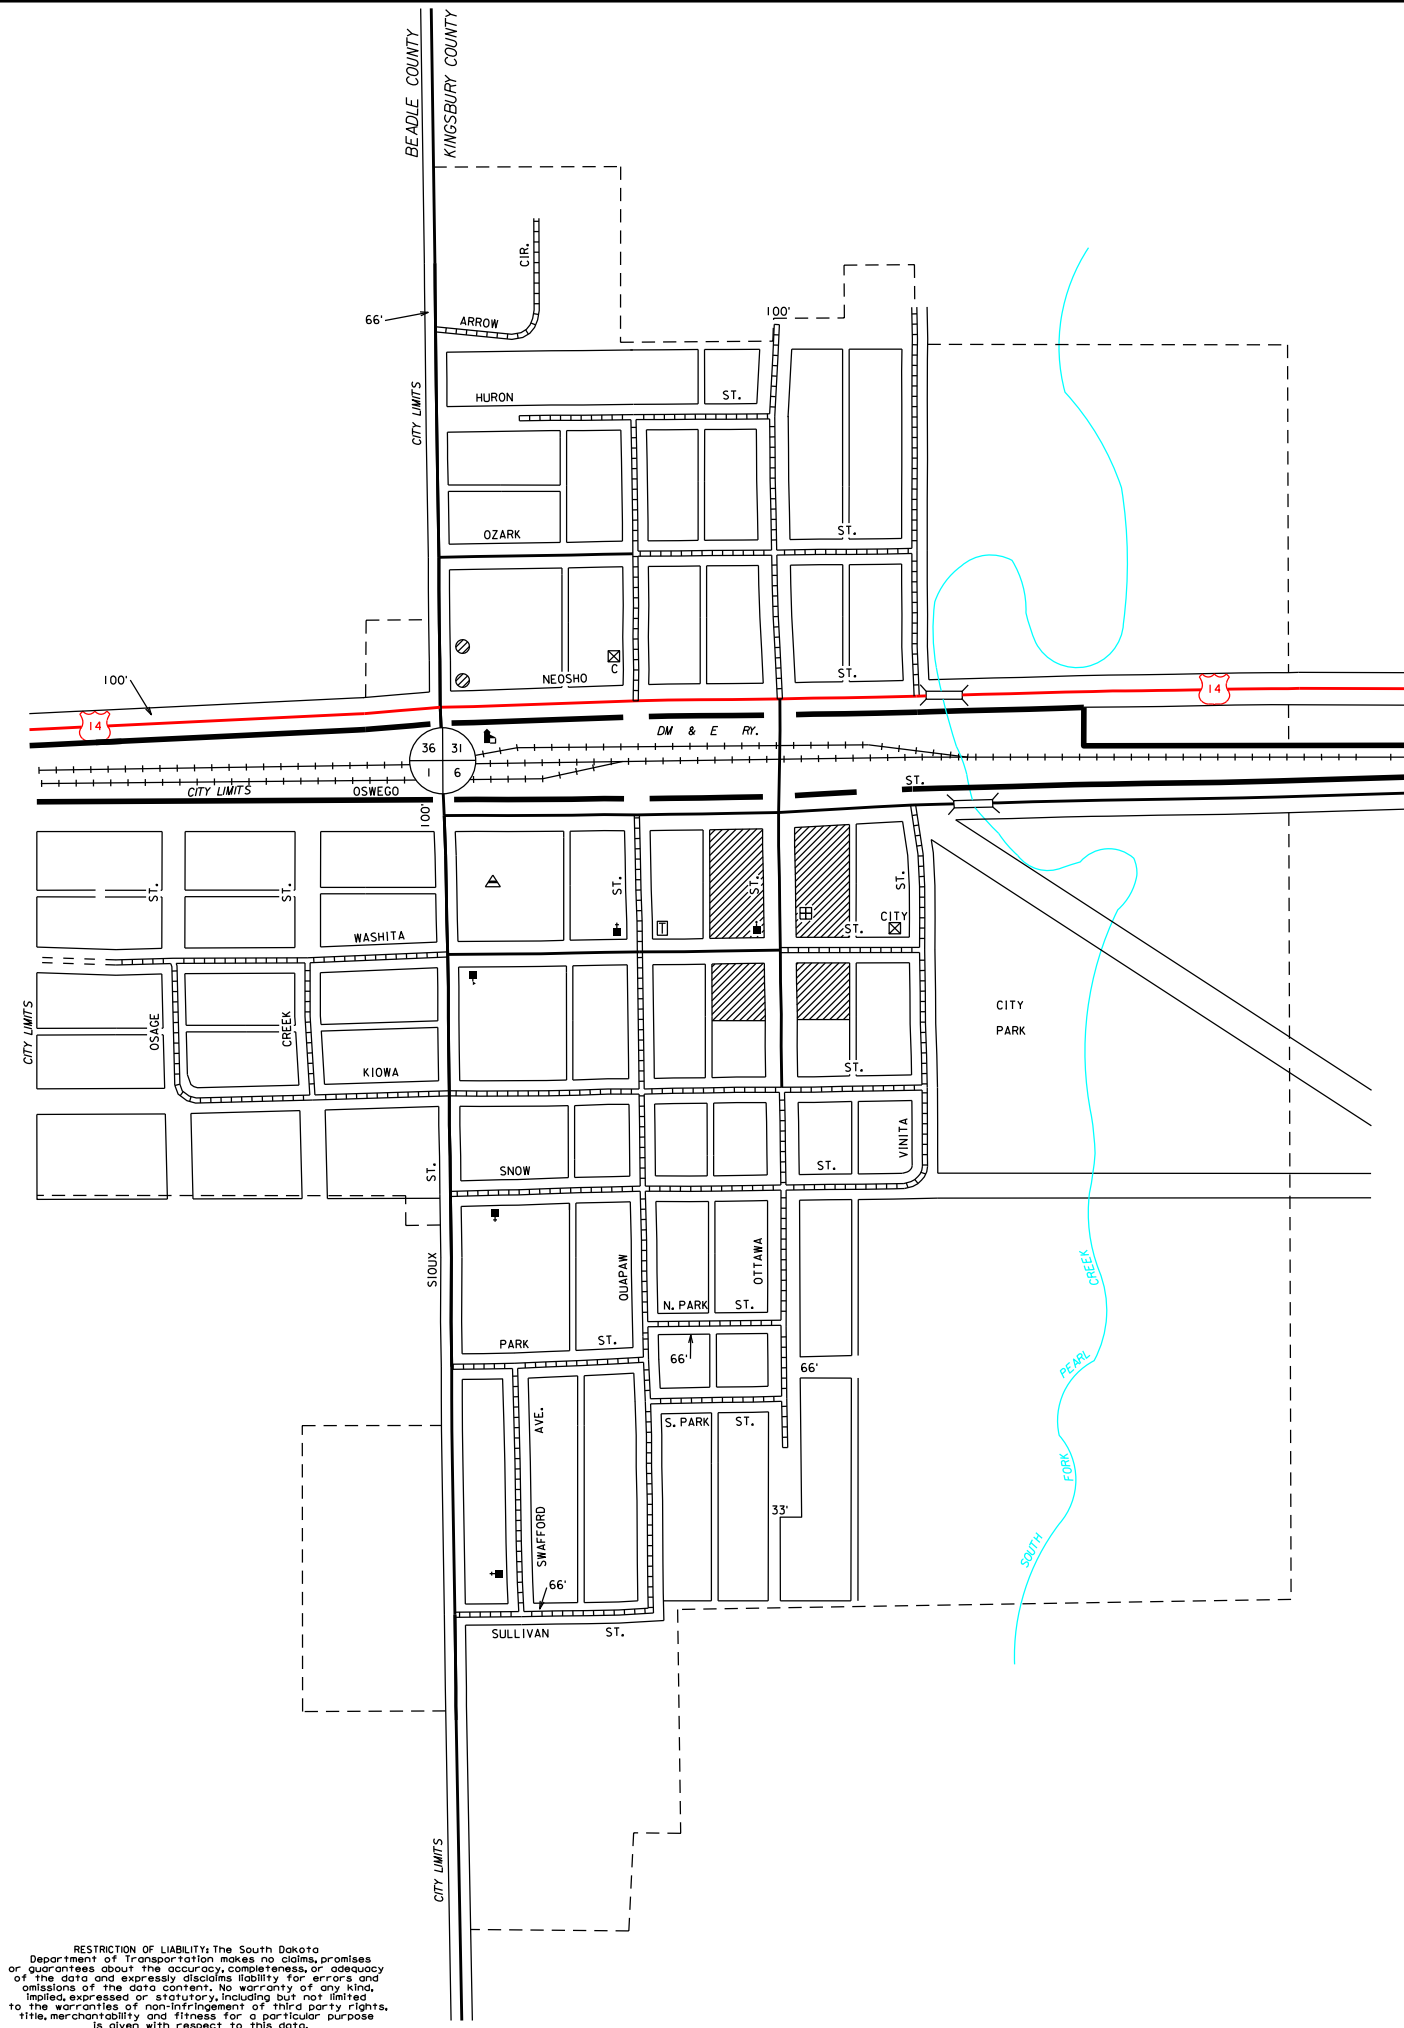 BEADLE COUNTY
KINGSBURY COUNTY
CIR.
ARROW
66'
100'
CITY LIMITS
HURON
ST.
OZARK
ST.
C
NEOSHO
ST.
100'
14
14
DM & E RY.
36 31
1 6
CITY LIMITS
OSWEGO
ST.
100'
ST.
ST.
ST.
ST.
ST.
T
CITY
ST.
WASHITA
CITY LIMITS
OSAGE
CREEK
KIOWA
ST.
CITY
PARK
VINITA
ST.
SNOW
ST.
SIOUX
QUAPAW
OTTAWA
CREEK
N. PARK
ST.
PARK
ST.
66'
66'
PEARL
AVE.
S. PARK
ST.
FORK
33'
SWAFFORD
SOUTH
66'
SULLIVAN
ST.
CITY LIMITS
RESTRICTION OF LIABILITY: The South Dakota
Department of Transportation makes no claims, promises
or guarantees about the accuracy, completeness, or adequacy
of the data and expressly disclaims liability for errors and
omissions of the data content. No warranty of any kind,
implied, expressed or statutory, including but not limited
to the warranties of non-infringement of third party rights,
title, merchantability and fitness for a particular purpose
is given with respect to this data.